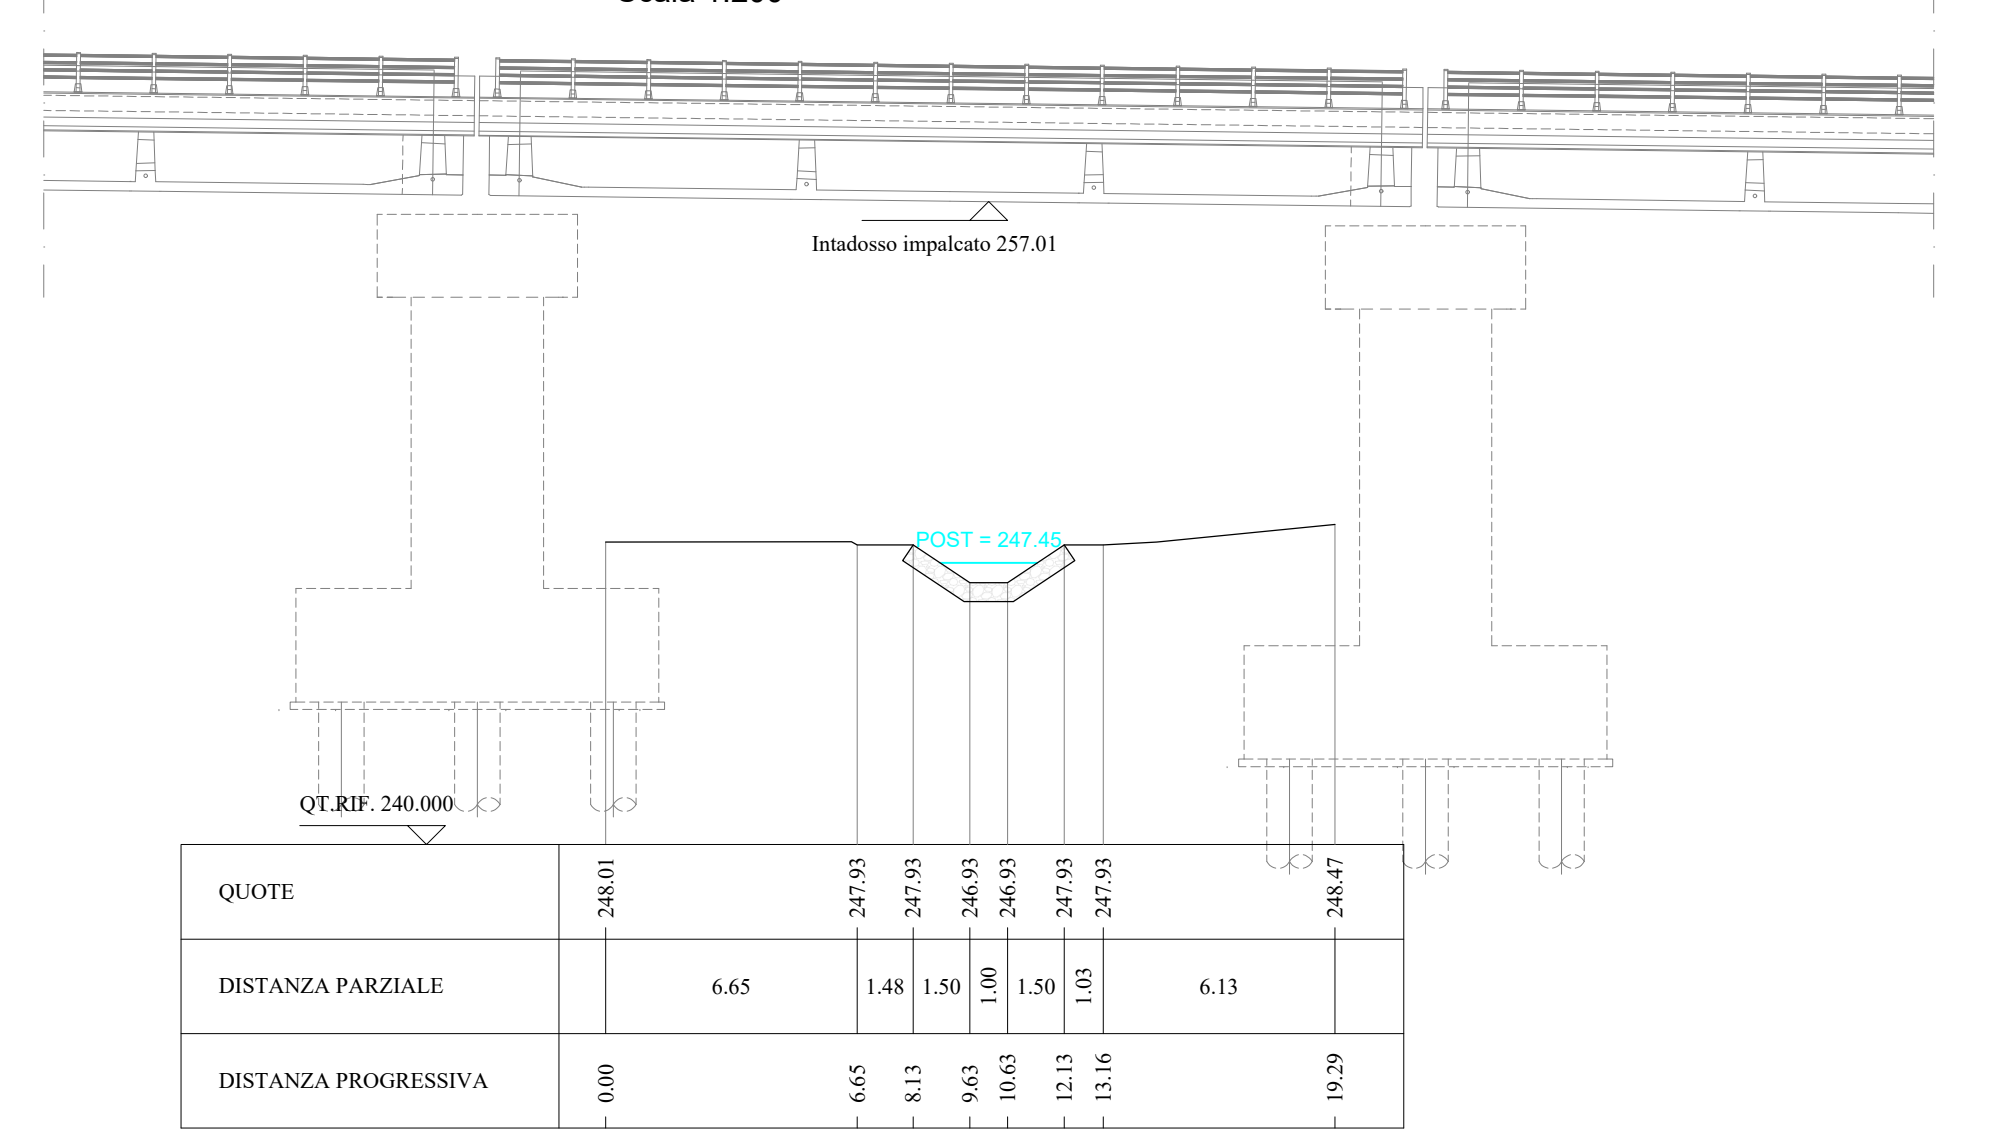 Intadosso impalcato 257.01
POST = 247.45
QT.RIF. 240.000
QUOTE 248.01 247.93 247.93 246.93 246.93 247.93 247.93 248.47
DISTANZA PARZIALE 6.65 1.48 1.50 1.00 1.50 1.03 6.13
DISTANZA PROGRESSIVA 0.00 6.65 8.13 9.63 10.63 12.13 13.16 19.29